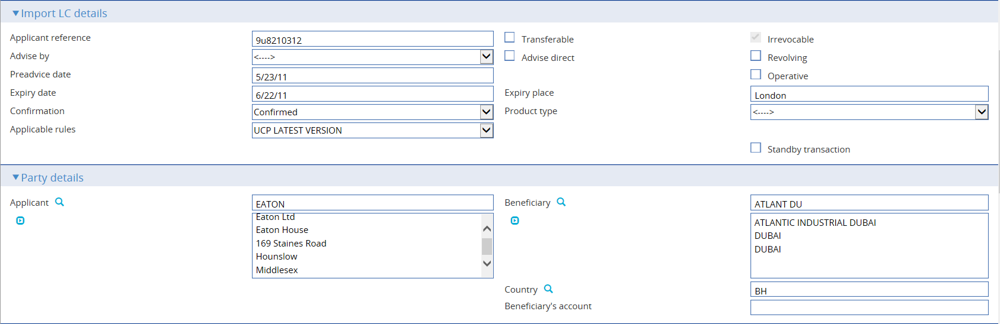 Import LC details
Applicant reference 9u8210312 Transferable Irrevocable
Advise by <----> Advise direct Revolving
Preadvice date 5/23/11 Operative
Expiry date 6/22/11 Expiry place London
Confirmation Confirmed Product type <---->
Applicable rules UCP LATEST VERSION
Standby transaction
Party details
Applicant EATON Beneficiary ATLANT DU
Eaton Ltd ATLANTIC INDUSTRIAL DUBAI
Eaton House DUBAI
169 Staines Road DUBAI
Hounslow
Middlesex
Country BH
Beneficiary's account